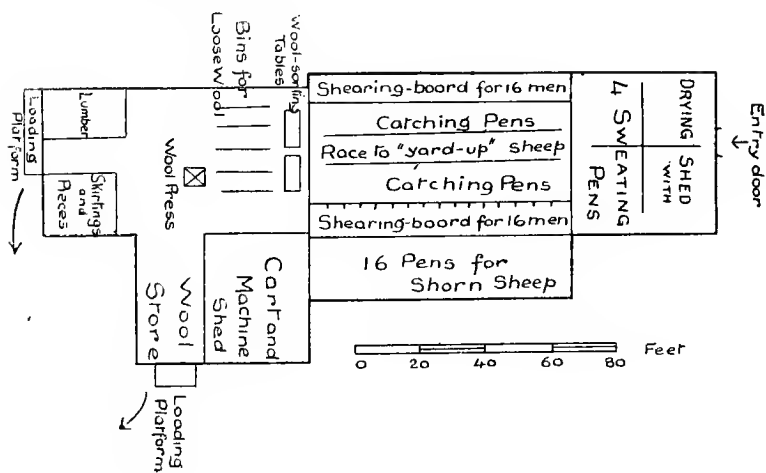 Loading
Platform
Lumber
Skirtings
and
Pieces
Wool Press
Bins for
Loose Wool
Wool-sorting
Tables
Shearing-board for 16 men
Catching Pens
Race to "yard-up" Sheep
Catching Pens
Shearing-board for 16 men
16 Pens for
Shorn Sheep
DRYING SHED
WITH
4 SWEATING
PENS
Entry door
Wool
Store
Cart and
Machine
Shed
Loading
Platform
0 20 40 60 80 Feet